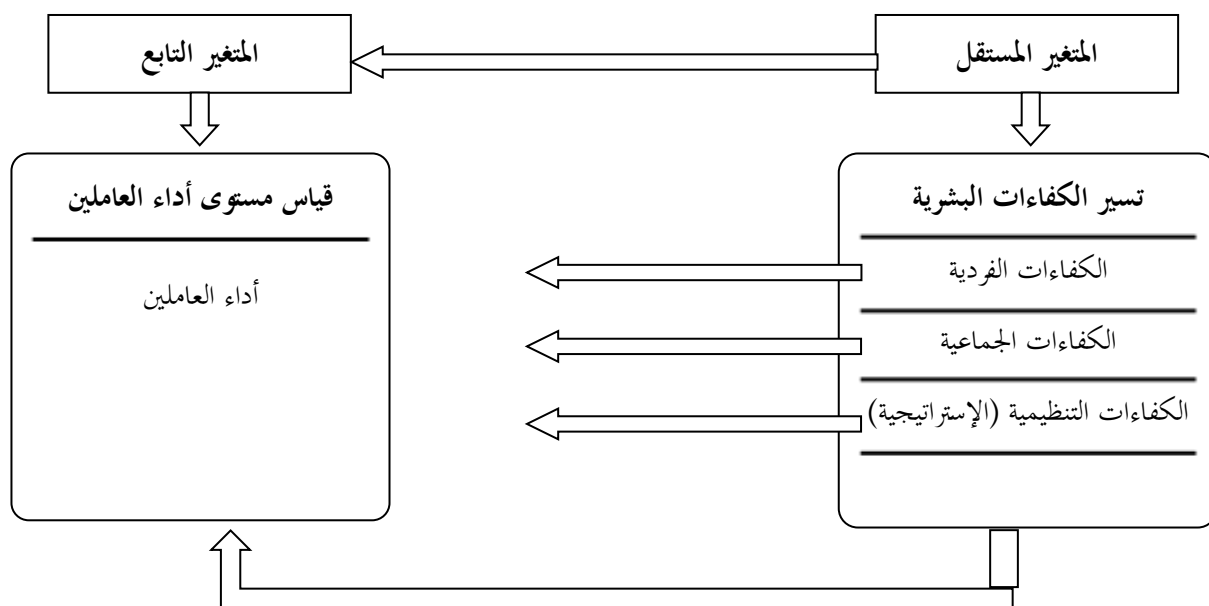 المتغير المستقل
المتغير التابع
تسير الكفاءات البشرية
الكفاءات الفردية
الكفاءات الجماعية
الكفاءات التنظيمية (الإستراتيجية)
قياس مستوى أداء العاملين
أداء العاملين